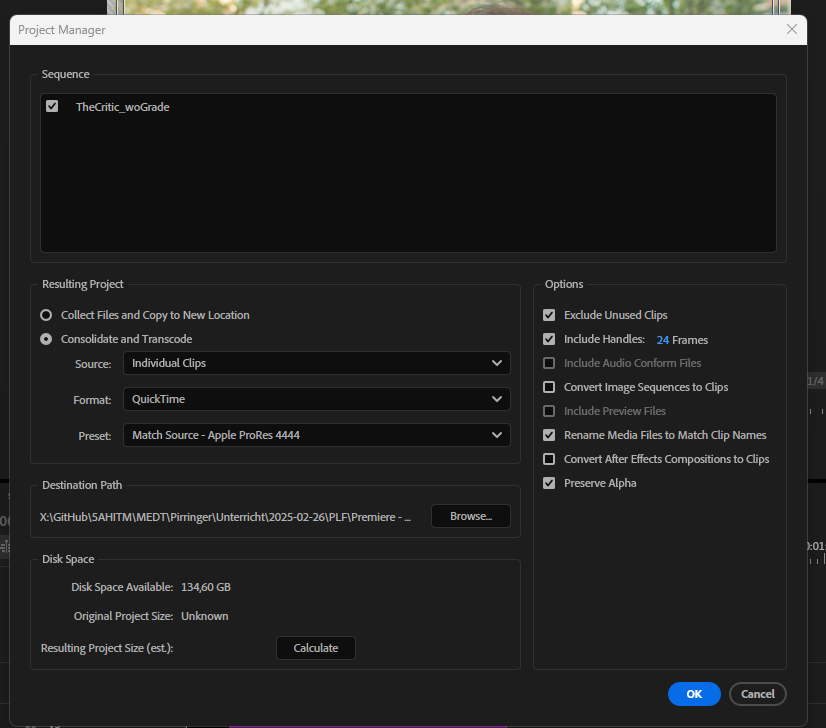 Project Manager
Sequence
TheCritic_woGrade
Resulting Project
Collect Files and Copy to New Location
Consolidate and Transcode
Source: Individual Clips
Format: QuickTime
Preset: Match Source - Apple ProRes 4444
Destination Path
X:\GitHub\5AHITM\MEDT\Pirringer\Unterricht\2025-02-26\PLF\Premiere - ...
Browse...
Disk Space
Disk Space Available: 134,60 GB
Original Project Size: Unknown
Resulting Project Size (est.):
Calculate
Options
Exclude Unused Clips
Include Handles: 24 Frames
Include Audio Conform Files
Convert Image Sequences to Clips
Include Preview Files
Rename Media Files to Match Clip Names
Convert After Effects Compositions to Clips
Preserve Alpha
OK
Cancel
1/4